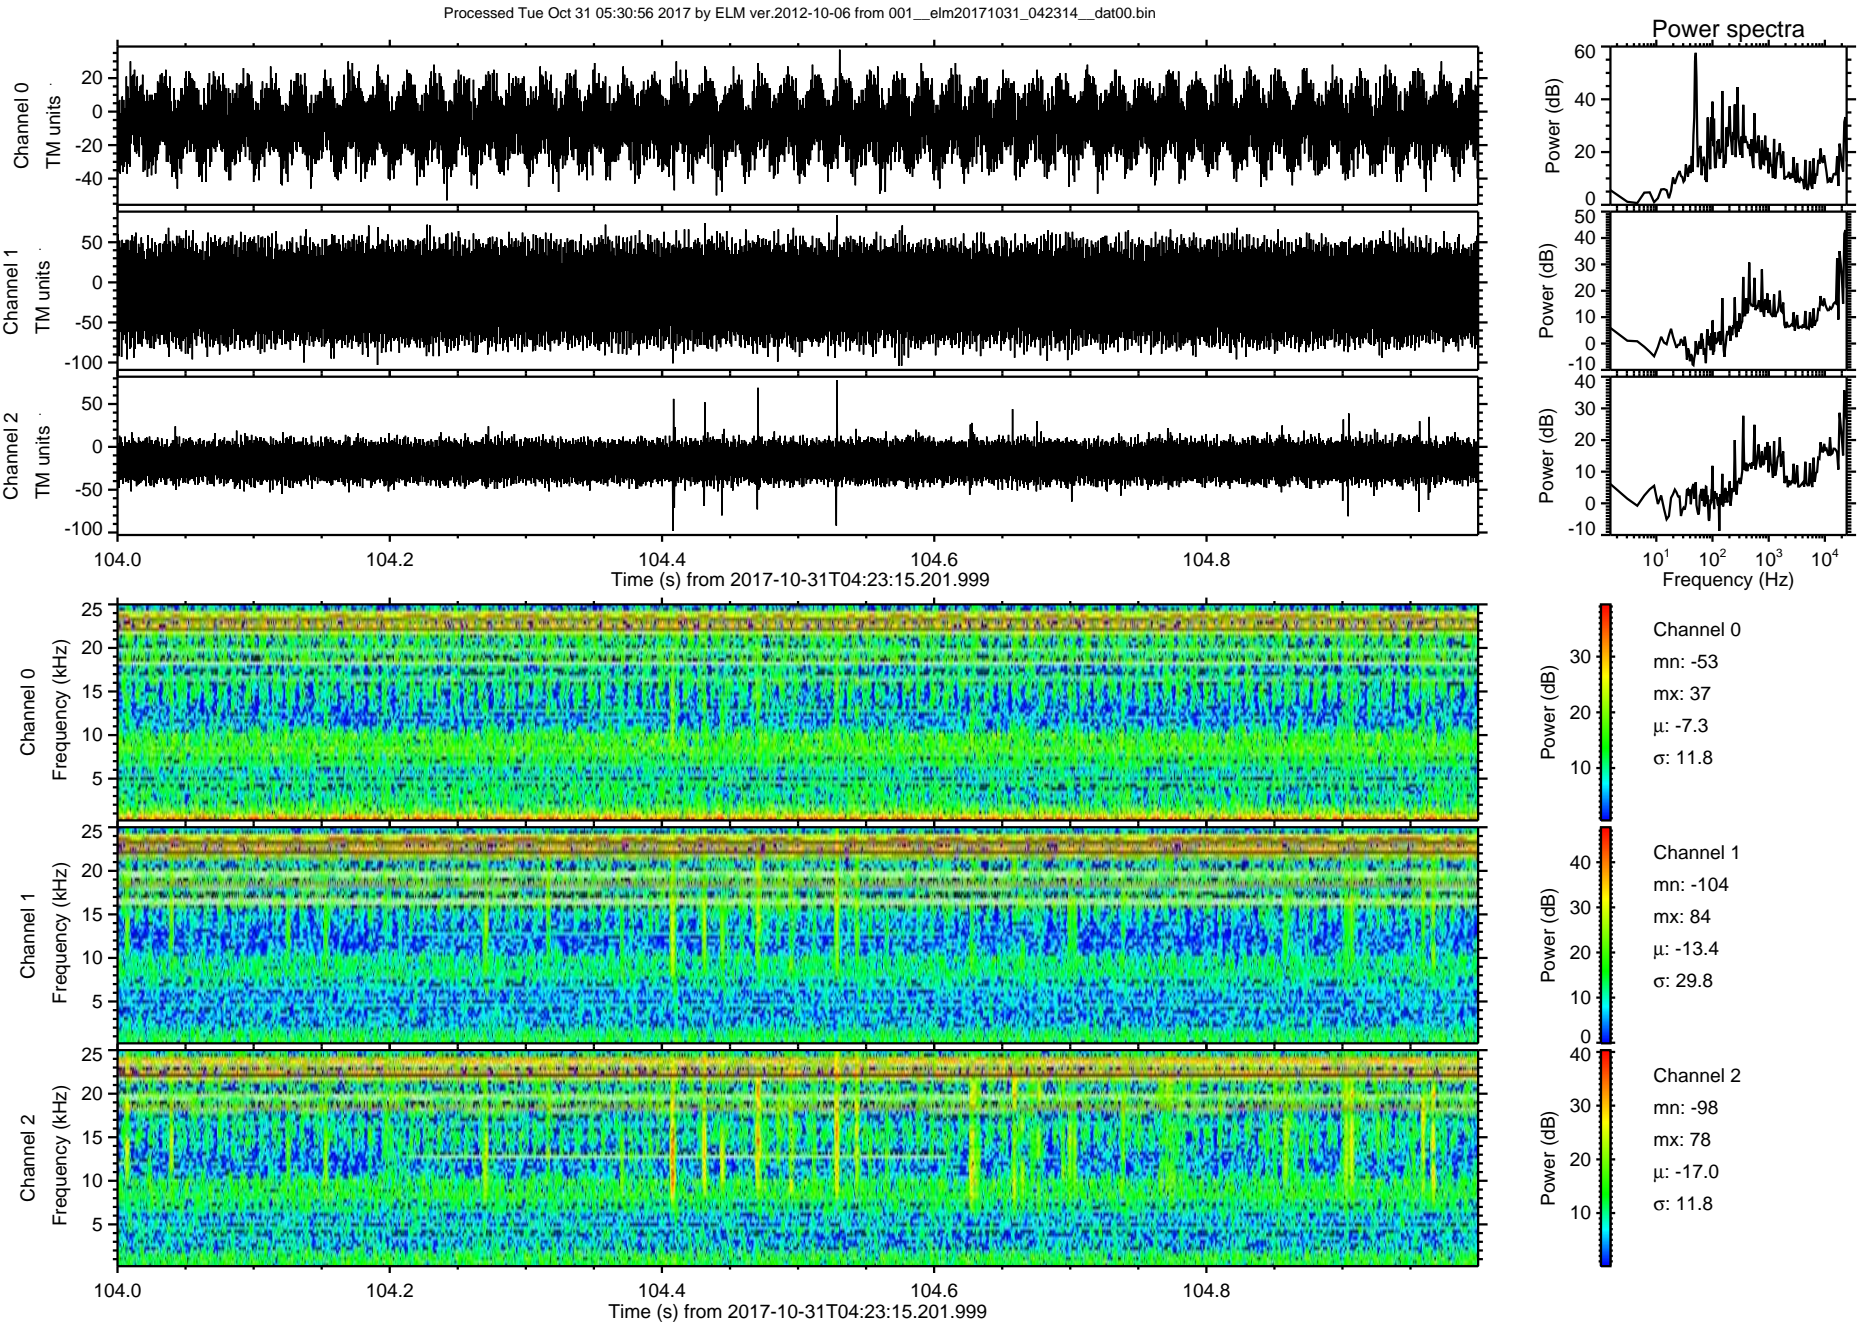 Processed Tue Oct 31 05:30:56 2017 by ELM ver.2012-10-06 from 001__elm20171031_042314__dat00.bin
Power spectra
Channel 0
TM units
20
0
-20
-40
Power (dB)
60
40
20
0
Channel 1
TM units
50
0
-50
-100
Power (dB)
50
40
30
20
10
0
-10
Channel 2
TM units
50
0
-50
-100
Power (dB)
40
30
20
10
0
-10
104.0 104.2 104.4 104.6 104.8
Time (s) from 2017-10-31T04:23:15.201.999
10¹ 10² 10³ 10⁴
Frequency (Hz)
Channel 0
Frequency (kHz)
25
20
15
10
5
Power (dB)
30
20
10
Channel 0
mn: -53
mx: 37
μ: -7.3
σ: 11.8
Channel 1
Frequency (kHz)
25
20
15
10
5
Power (dB)
40
30
20
10
0
Channel 1
mn: -104
mx: 84
μ: -13.4
σ: 29.8
Channel 2
Frequency (kHz)
25
20
15
10
5
Power (dB)
40
30
20
10
Channel 2
mn: -98
mx: 78
μ: -17.0
σ: 11.8
104.0 104.2 104.4 104.6 104.8
Time (s) from 2017-10-31T04:23:15.201.999